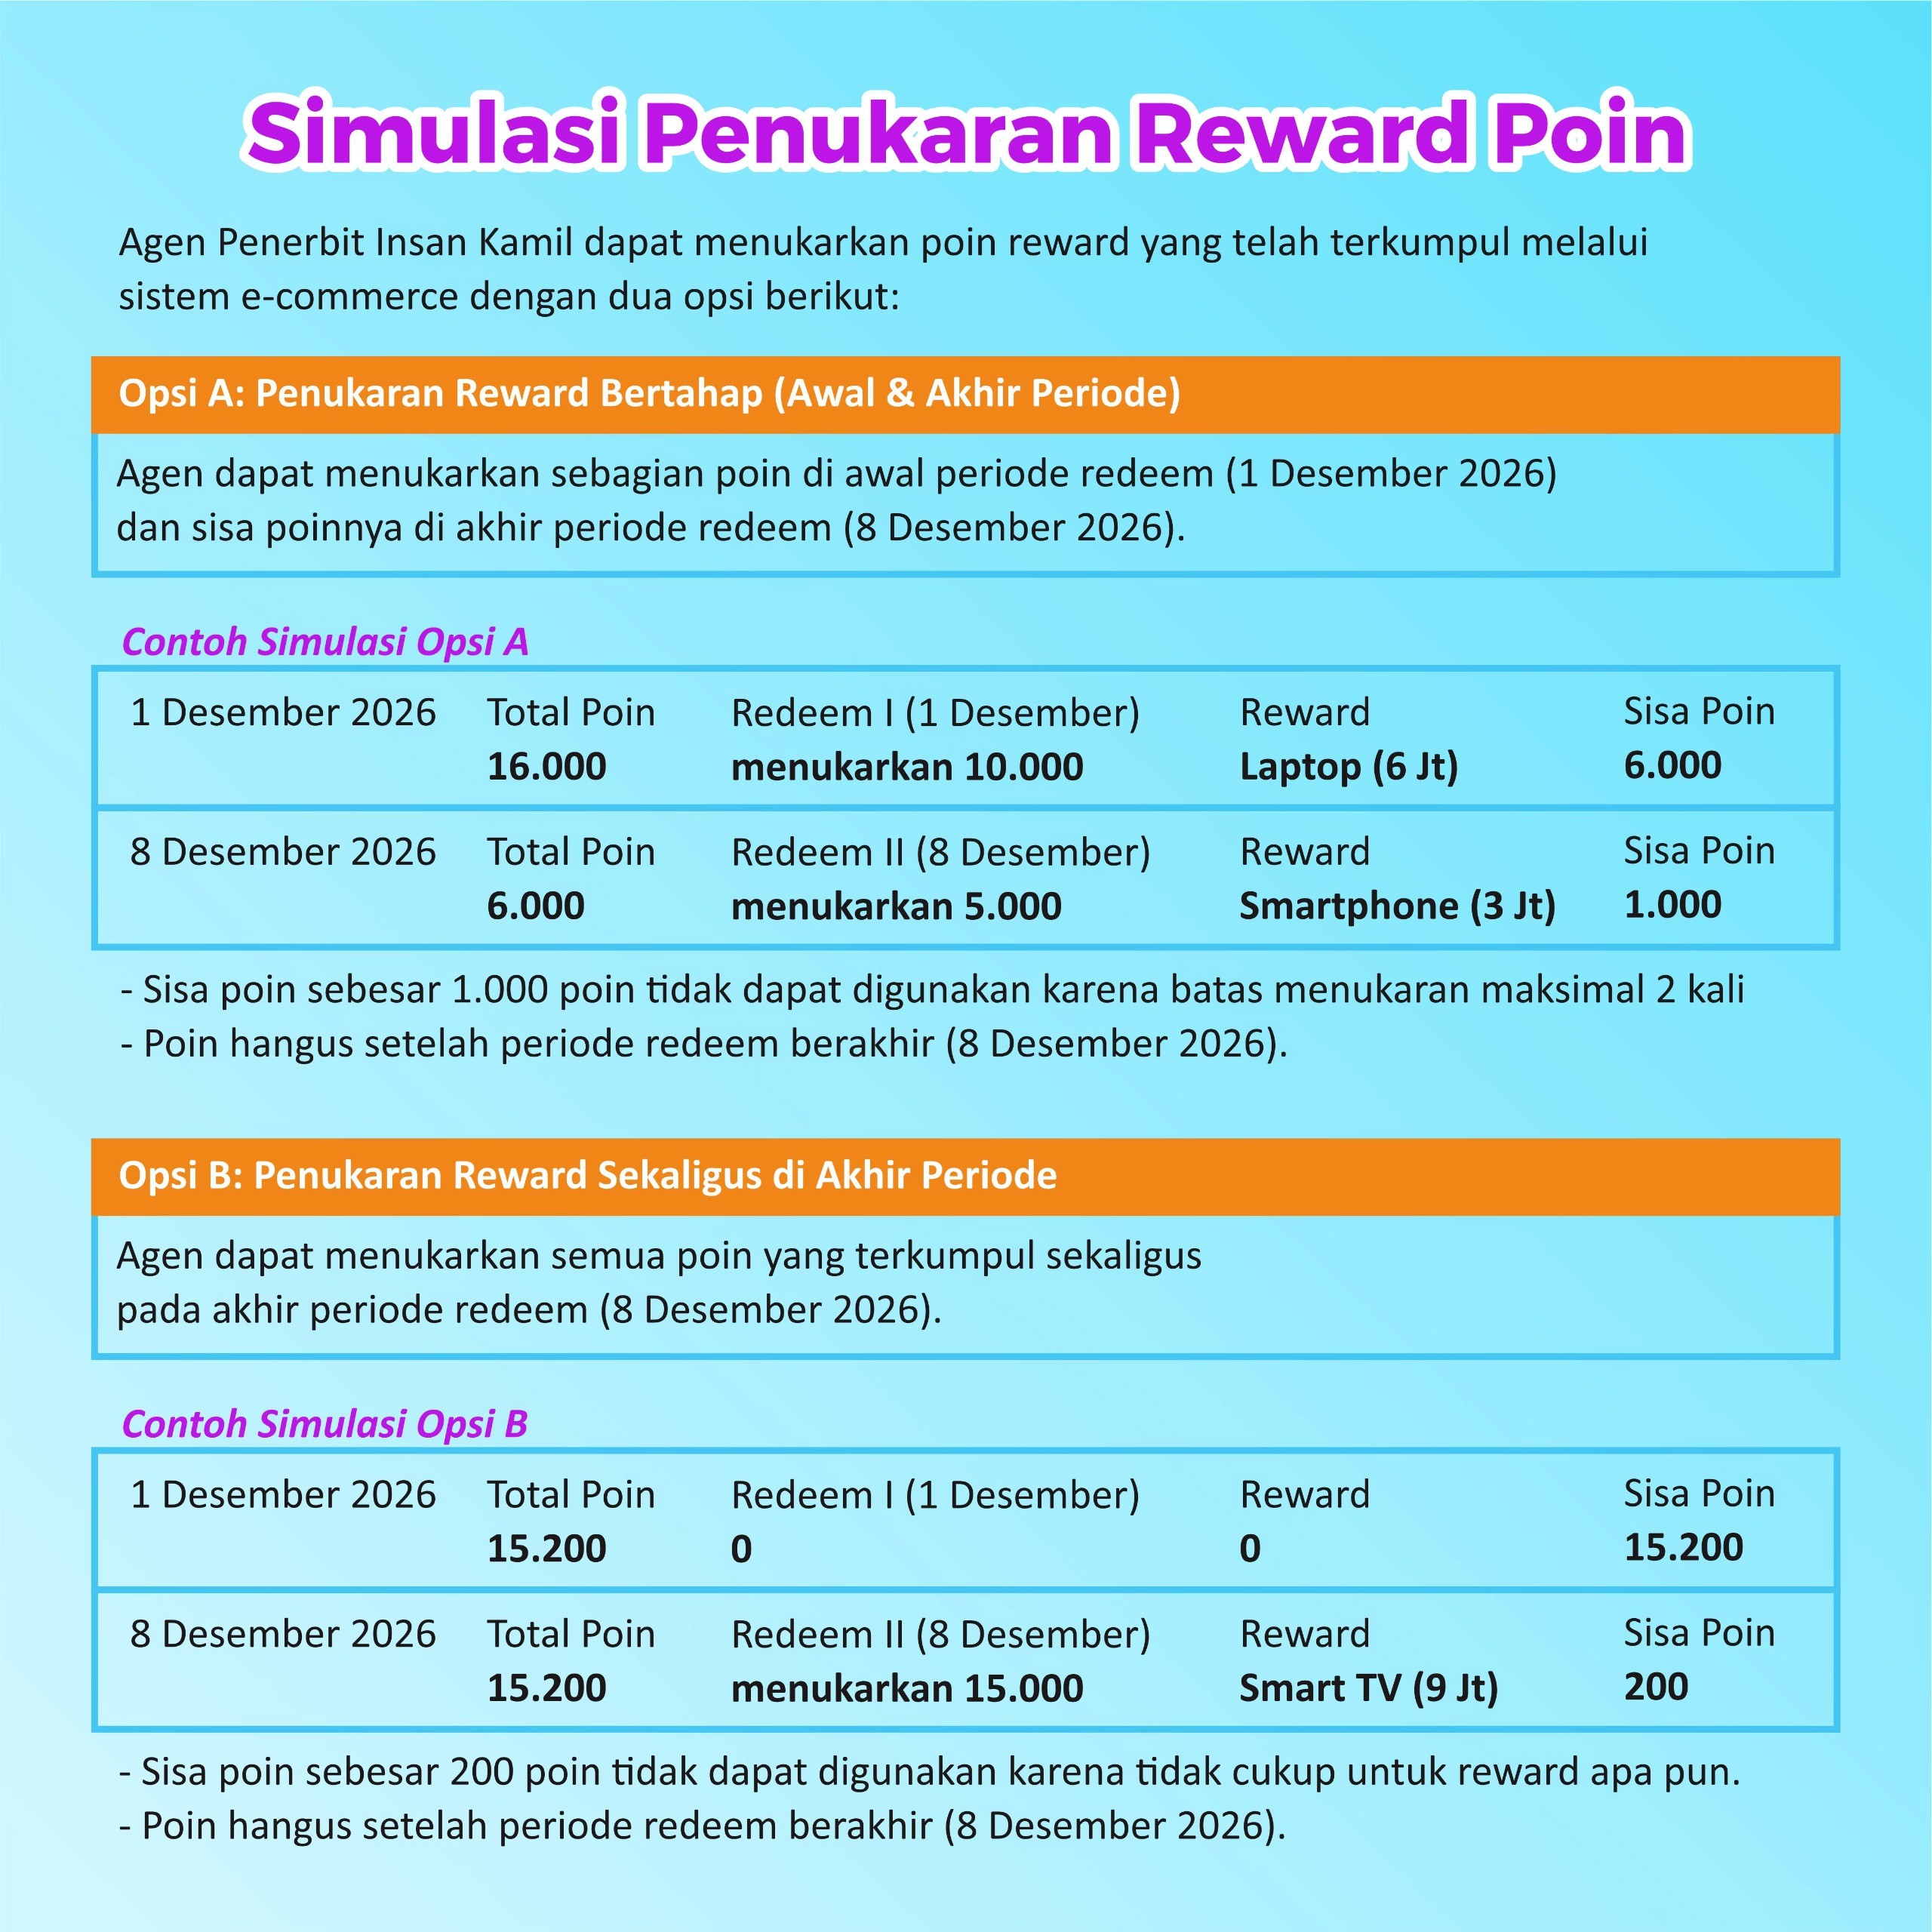 Simulasi Penukaran Reward Poin
Agen Penerbit Insan Kamil dapat menukarkan poin reward yang telah terkumpul melalui
sistem e-commerce dengan dua opsi berikut:
Opsi A: Penukaran Reward Bertahap (Awal & Akhir Periode)
Agen dapat menukarkan sebagian poin di awal periode redeem (1 Desember 2026)
dan sisa poinnya di akhir periode redeem (8 Desember 2026).
Contoh Simulasi Opsi A
1 Desember 2026 Total Poin Redeem I (1 Desember) Reward Sisa Poin
16.000 menukarkan 10.000 Laptop (6 Jt) 6.000
8 Desember 2026 Total Poin Redeem II (8 Desember) Reward Sisa Poin
6.000 menukarkan 5.000 Smartphone (3 Jt) 1.000
- Sisa poin sebesar 1.000 poin tidak dapat digunakan karena batas menukaran maksimal 2 kali
- Poin hangus setelah periode redeem berakhir (8 Desember 2026).
Opsi B: Penukaran Reward Sekaligus di Akhir Periode
Agen dapat menukarkan semua poin yang terkumpul sekaligus
pada akhir periode redeem (8 Desember 2026).
Contoh Simulasi Opsi B
1 Desember 2026 Total Poin Redeem I (1 Desember) Reward Sisa Poin
15.200 0 0 15.200
8 Desember 2026 Total Poin Redeem II (8 Desember) Reward Sisa Poin
15.200 menukarkan 15.000 Smart TV (9 Jt) 200
- Sisa poin sebesar 200 poin tidak dapat digunakan karena tidak cukup untuk reward apa pun.
- Poin hangus setelah periode redeem berakhir (8 Desember 2026).